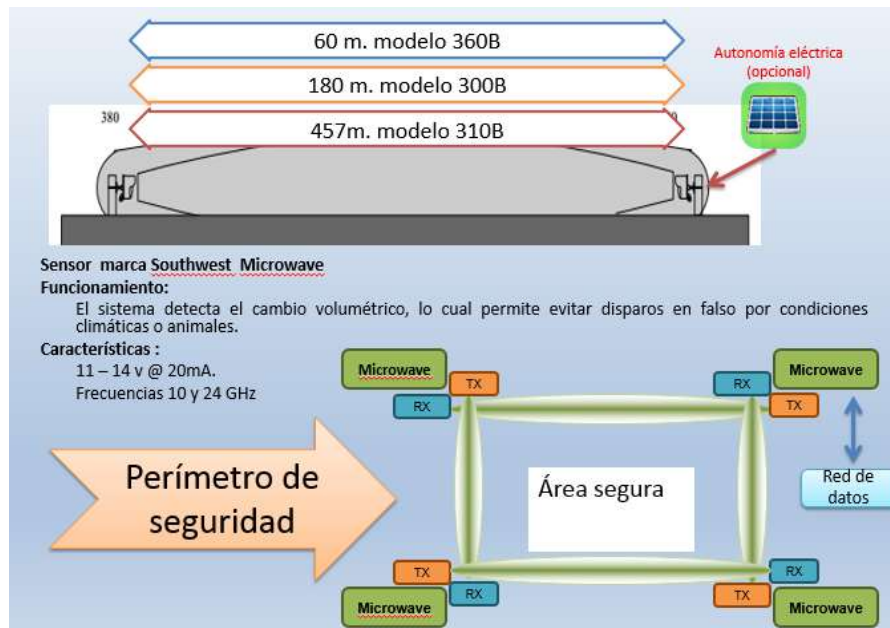 60 m. modelo 360B
Autonomía eléctrica
(opcional)
180 m. modelo 300B
380
457m. modelo 310B
Sensor marca Southwest Microwave
Funcionamiento:
El sistema detecta el cambio volumétrico, lo cual permite evitar disparos en falso por condiciones
climáticas o animales.
Características :
11 – 14 v @ 20mA.
Frecuencias 10 y 24 GHz
Microwave
TX
RX
RX
Microwave
TX
Perímetro de
seguridad
Área segura
Red de
datos
TX
RX
Microwave
RX
TX
Microwave